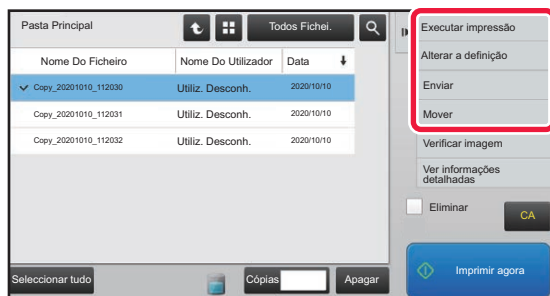 Pasta Principal
Todos Fichei.
Nome Do Ficheiro
Nome Do Utilizador
Data
Copy_20201010_112030
Utiliz. Desconh.
2020/10/10
Copy_20201010_112031
Utiliz. Desconh.
2020/10/10
Copy_20201010_112032
Utiliz. Desconh.
2020/10/10
Seleccionar tudo
Cópias
Apagar
Executar impressão
Alterar a definição
Enviar
Mover
Verificar imagem
Ver informações
detalhadas
Eliminar
CA
Imprimir agora